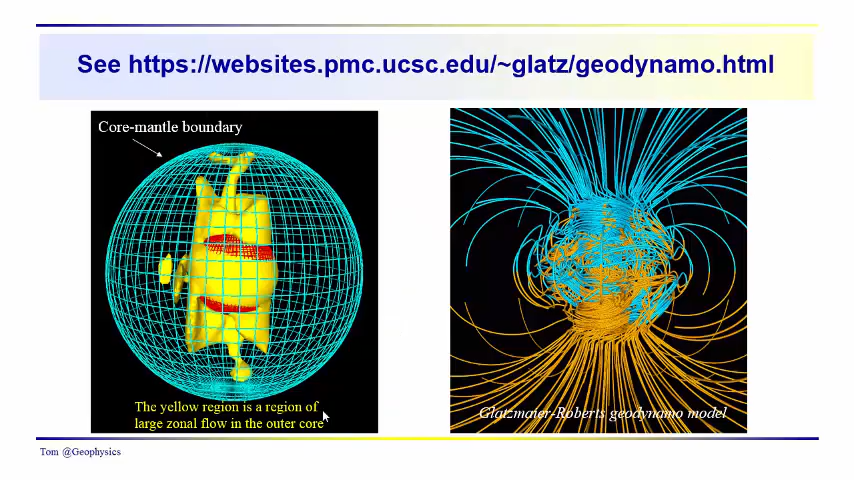 See https://websites.pmc.ucsc.edu/~glatz/geodynamo.html
Core-mantle boundary
The yellow region is a region of
large zonal flow in the outer core
Glatzmaier-Roberts geodynamo model
Tom @Geophysics